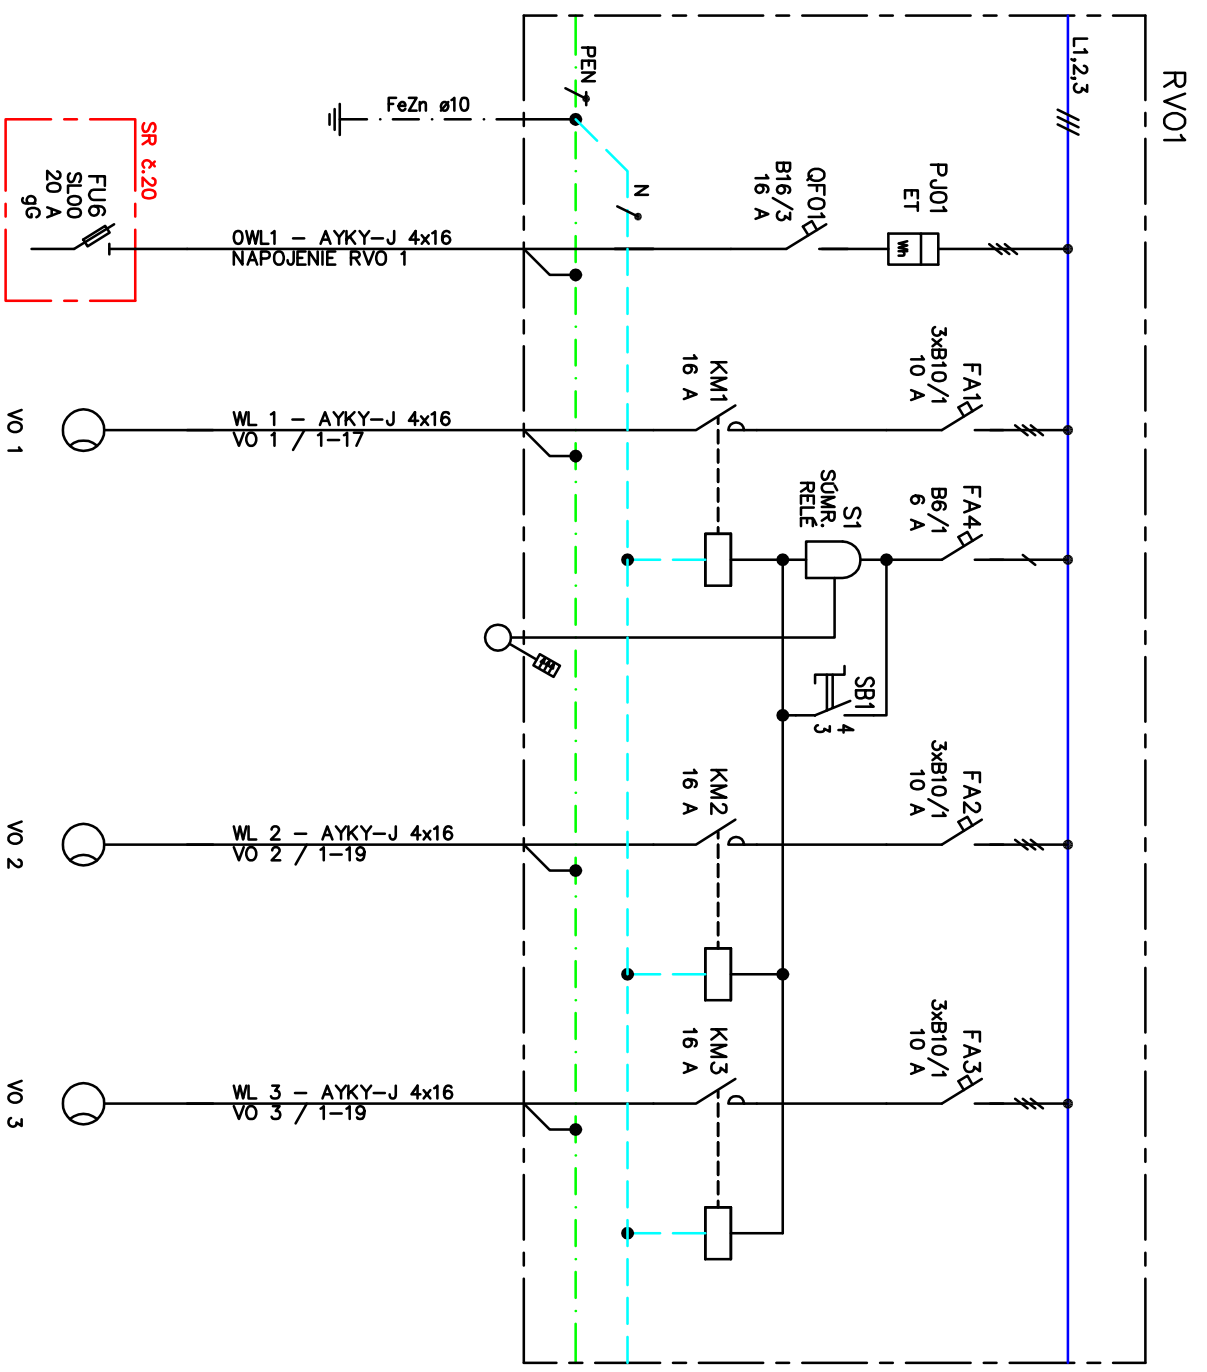 RVO1
L1,2,3
PEN
N
FeZn ø10
SR č.20
FU6
SL00
20 A
gG
OWL1 – AYKY-J 4x16
NAPOJENIE RVO 1
QF01
B16/3
16 A
PJ01
ET
Wh
FA1
3xB10/1
10 A
KM1
16 A
WL 1 – AYKY-J 4x16
VO 1 / 1-17
VO 1
FA4
B6/1
6 A
S1
SÚMR.
RELÉ
SB1
3 4
FA2
3xB10/1
10 A
KM2
16 A
WL 2 – AYKY-J 4x16
VO 2 / 1-19
VO 2
FA3
3xB10/1
10 A
KM3
16 A
WL 3 – AYKY-J 4x16
VO 3 / 1-19
VO 3